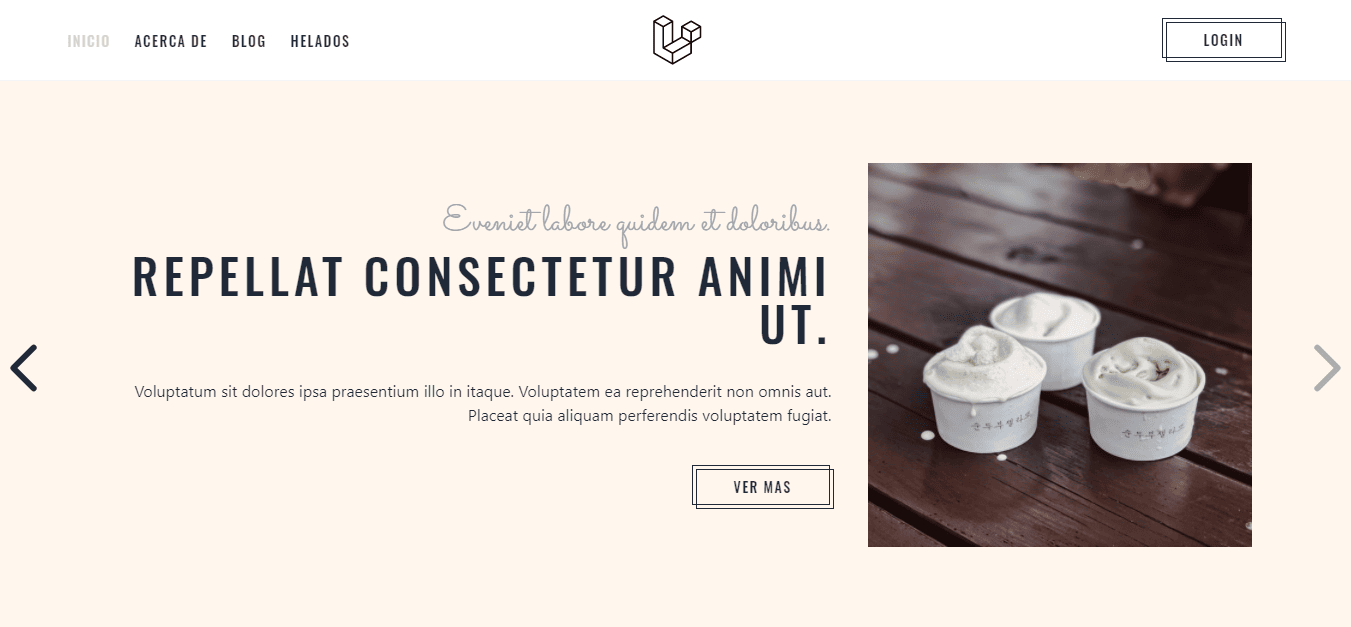 INICIO ACERCA DE BLOG HELADOS LOGIN
Eveniet labore quidem et doloribus.
REPELLAT CONSECTETUR ANIMI
UT.
Voluptatum sit dolores ipsa praesentium illo in itaque. Voluptatem ea reprehenderit non omnis aut.
Placeat quia aliquam perferendis voluptatem fugiat.
VER MAS